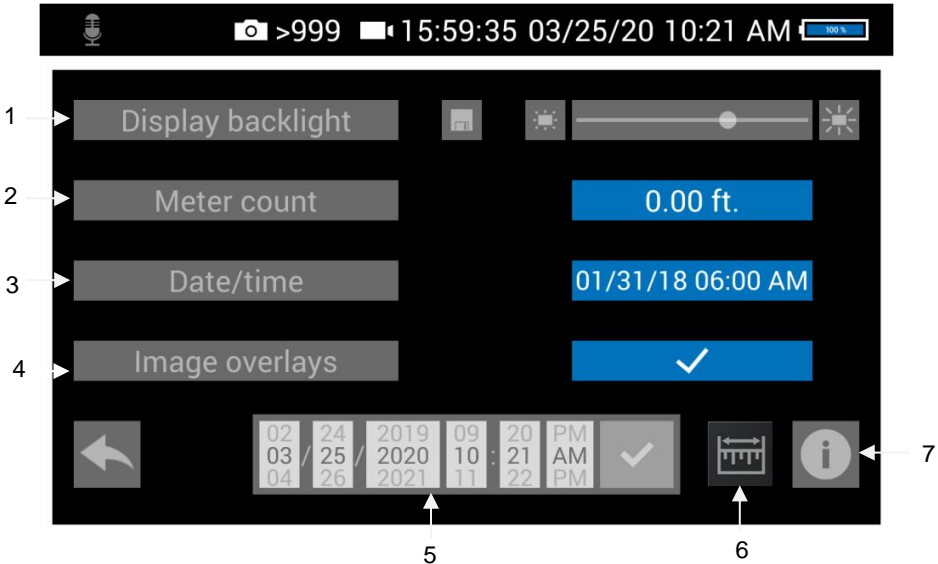 >999 15:59:35 03/25/20 10:21 AM 100 %
1 Display backlight
2 Meter count 0.00 ft.
3 Date/time 01/31/18 06:00 AM
4 Image overlays
02 24 2019 09 20 PM
03 / 25 / 2020 10 : 21 AM
04 26 2021 11 22 PM
i 7
5
6